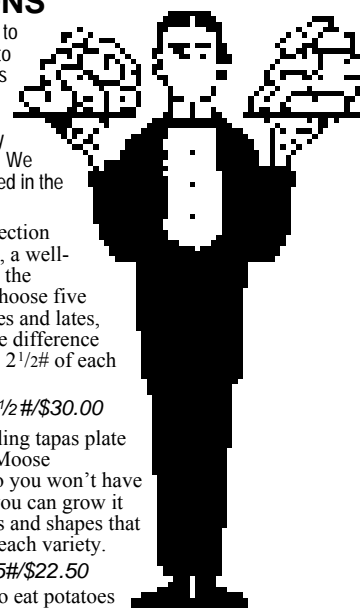 NS
to
to
s
y
We
ed in the
ection
, a well-
the
hoose five
es and lates,
e difference
2 1/2# of each
1/2 #/$30.00
ling tapas plate
Moose
o you won't have
you can grow it
s and shapes that
each variety.
5#/$22.50
o eat potatoes